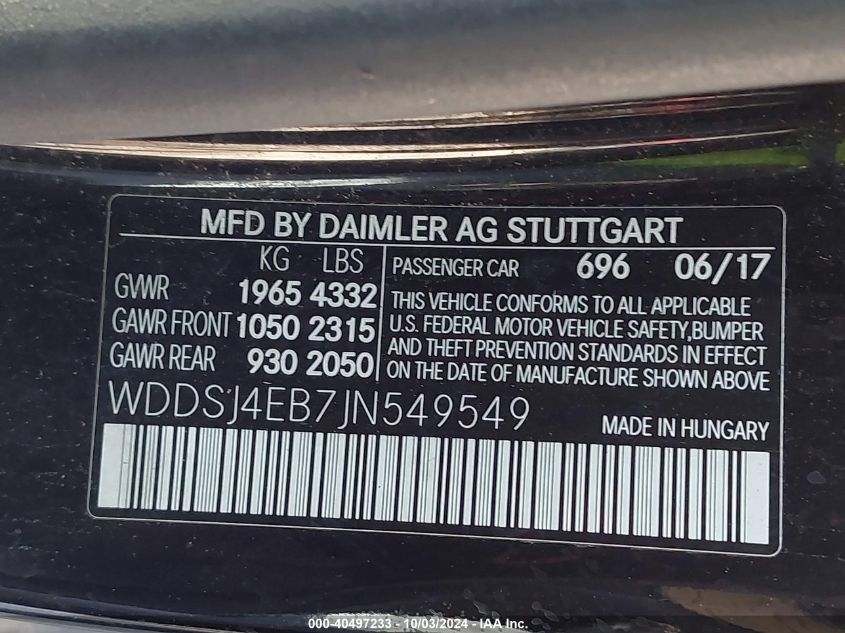 MFD BY DAIMLER AG STUTTGART
KG LBS
GVWR 1965 4332
GAWR FRONT 1050 2315
GAWR REAR 930 2050
PASSENGER CAR 696 06/17
THIS VEHICLE CONFORMS TO ALL APPLICABLE
U.S. FEDERAL MOTOR VEHICLE SAFETY,BUMPER
AND THEFT PREVENTION STANDARDS IN EFFECT
ON THE DATE OF MANUFACTURE SHOWN ABOVE
WDDSJ4EB7JN549549
MADE IN HUNGARY
000-40497233 - 10/03/2024 - IAA Inc.